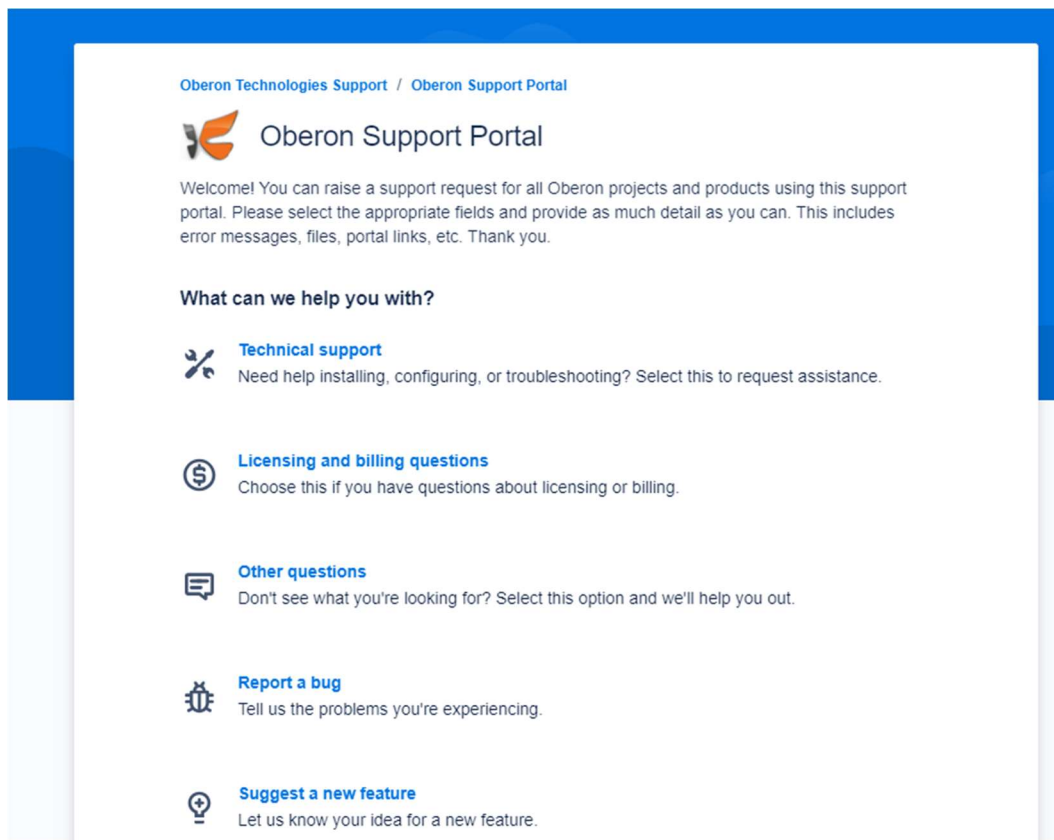 Oberon Technologies Support / Oberon Support Portal
Oberon Support Portal
Welcome! You can raise a support request for all Oberon projects and products using this support
portal. Please select the appropriate fields and provide as much detail as you can. This includes
error messages, files, portal links, etc. Thank you.
What can we help you with?
Technical support
Need help installing, configuring, or troubleshooting? Select this to request assistance.
Licensing and billing questions
Choose this if you have questions about licensing or billing.
Other questions
Don't see what you're looking for? Select this option and we'll help you out.
Report a bug
Tell us the problems you're experiencing.
Suggest a new feature
Let us know your idea for a new feature.